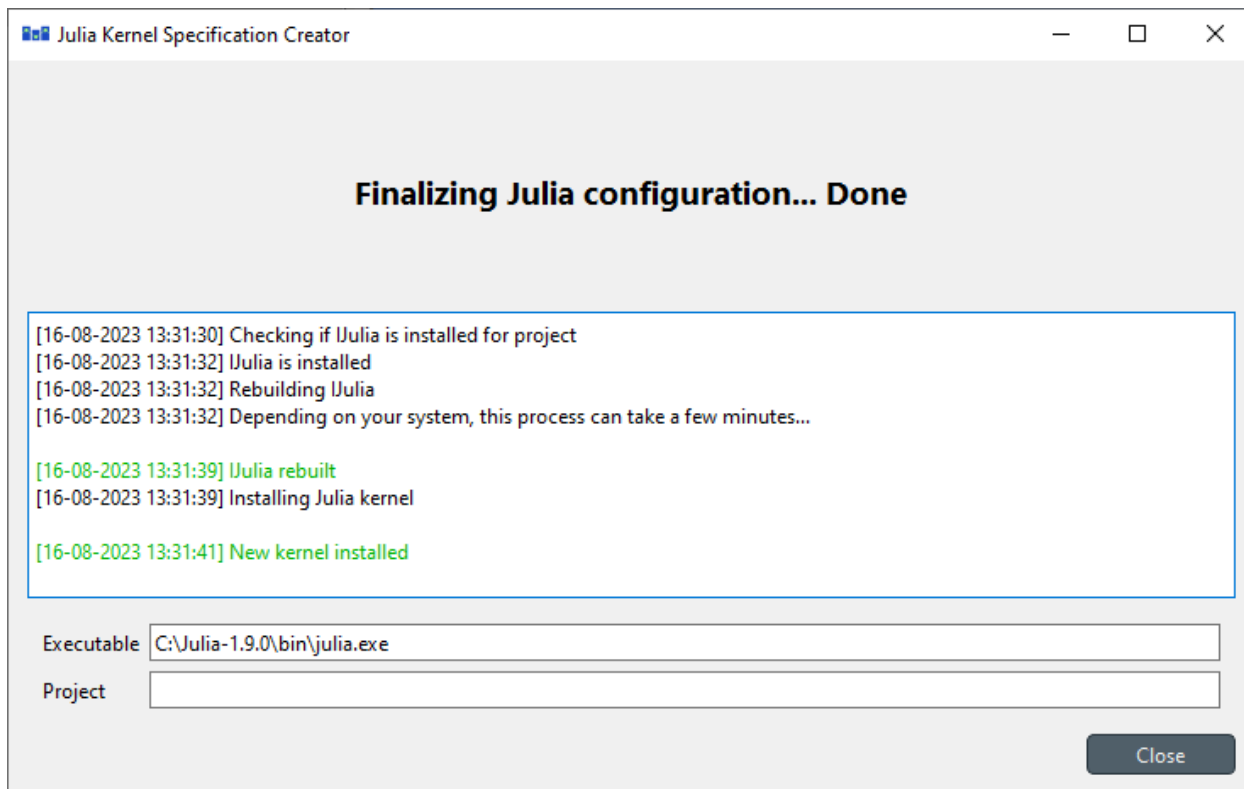 Julia Kernel Specification Creator
Finalizing Julia configuration... Done
[16-08-2023 13:31:30] Checking if IJulia is installed for project
[16-08-2023 13:31:32] IJulia is installed
[16-08-2023 13:31:32] Rebuilding IJulia
[16-08-2023 13:31:32] Depending on your system, this process can take a few minutes...
[16-08-2023 13:31:39] IJulia rebuilt
[16-08-2023 13:31:39] Installing Julia kernel
[16-08-2023 13:31:41] New kernel installed
Executable C:\Julia-1.9.0\bin\julia.exe
Project
Close